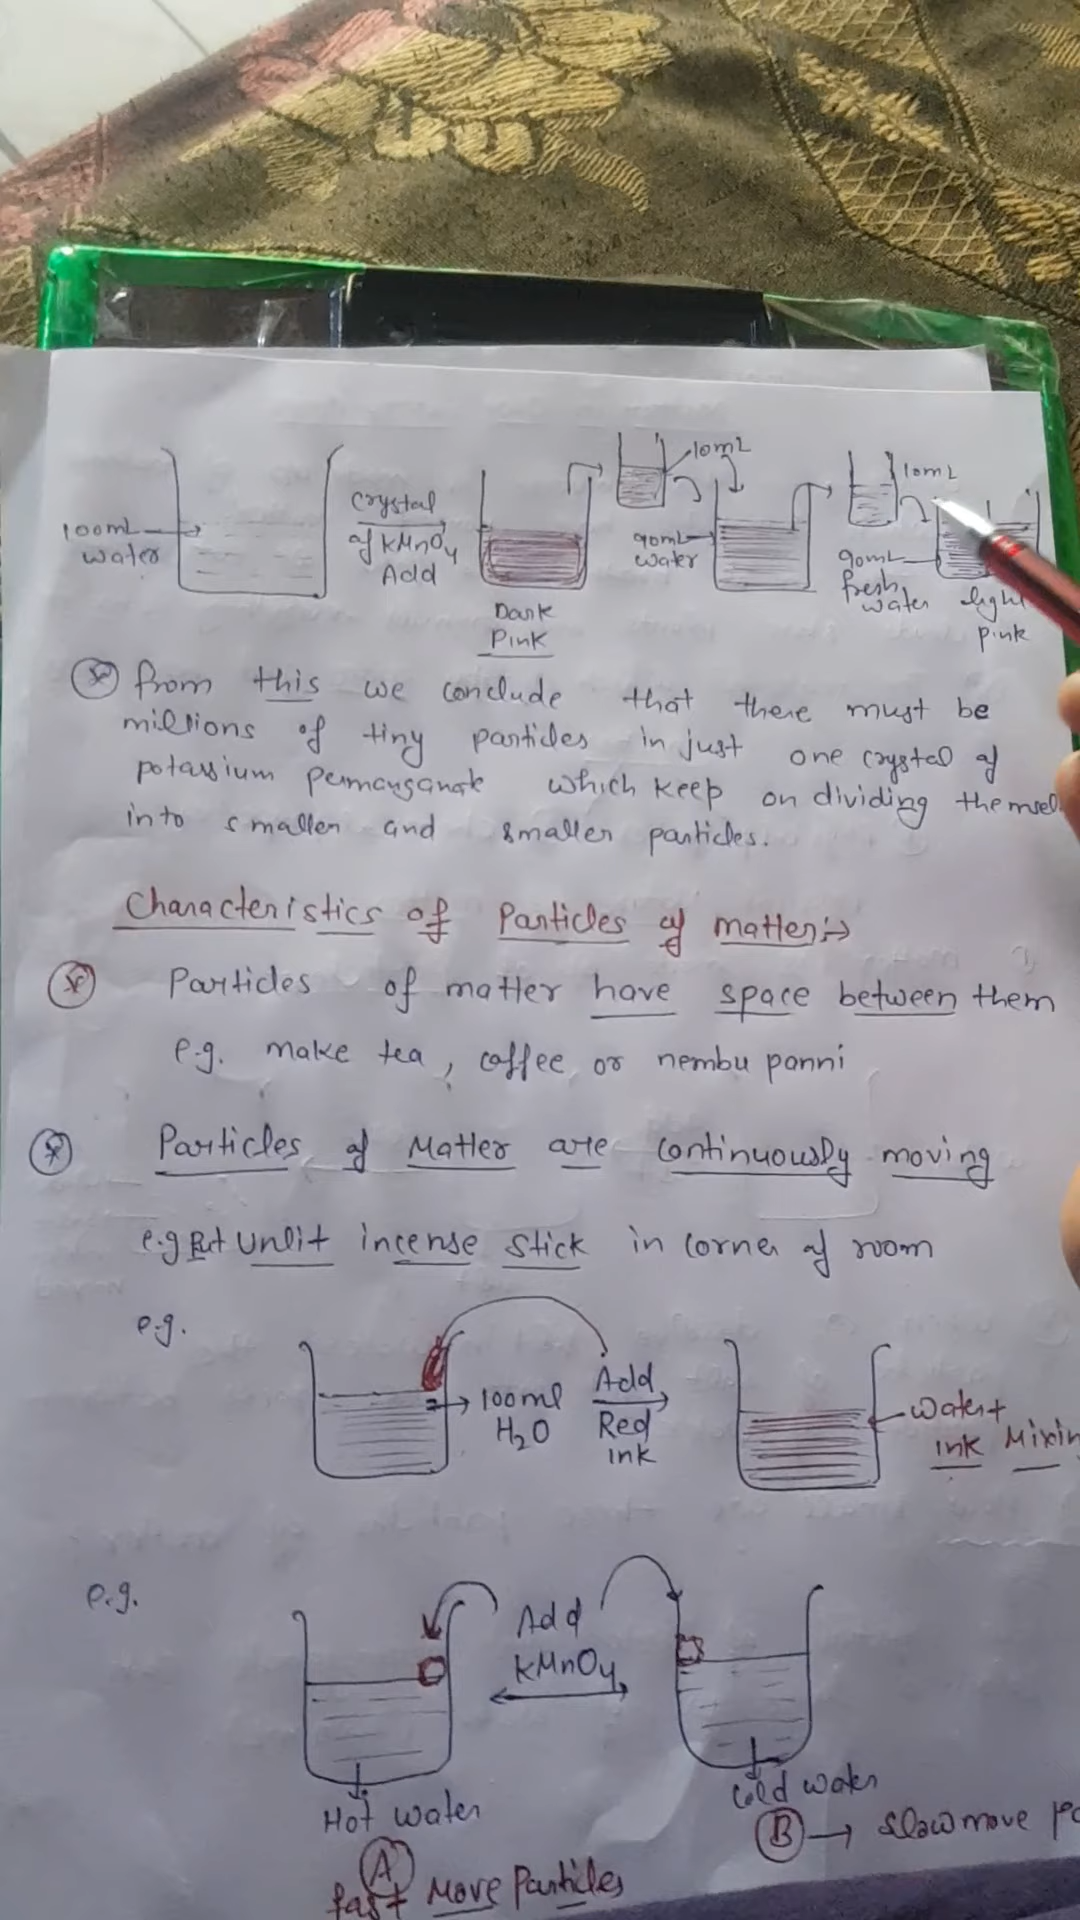 100mL water
Crystal of KMnO4 Add
Dark Pink
10mL
90mL water
10mL
90mL fresh water
light pink
from this we conclude that there must be
millions of tiny particles in just one crystal of
potassium permanganate which keep on dividing themsel
into smaller and smaller particles.
Characteristics of Particles of matter:→
Particles of matter have space between them
e.g. make tea, coffee or nembu panni
Particles of Matter are continuously moving
e.g Put Unlit incense stick in corner of room
e.g.
100ml H2O
Add Red ink
Water + ink Mixin
e.g.
Add KMnO4
Hot water
Cold water
(B) → slow move pa
(A)
fast Move Particles